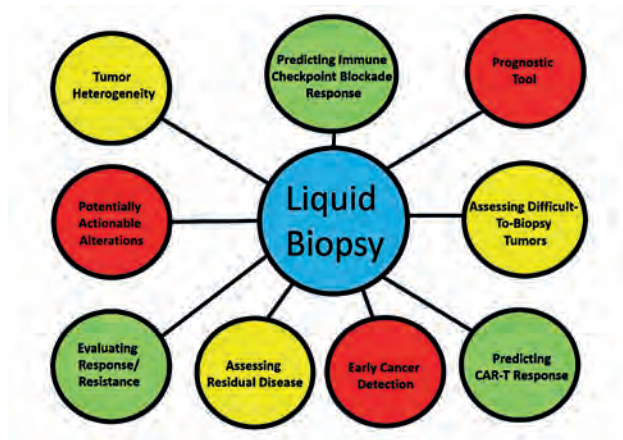 Tumor
Heterogeneity
Predicting Immune
Checkpoint Blockade
Response
Prognostic
Tool
Potentially
Actionable
Alterations
Liquid
Biopsy
Assessing Difficult-
To-Biopsy
Tumors
Evaluating
Response/
Resistance
Assessing
Residual Disease
Early Cancer
Detection
Predicting
CAR-T Response